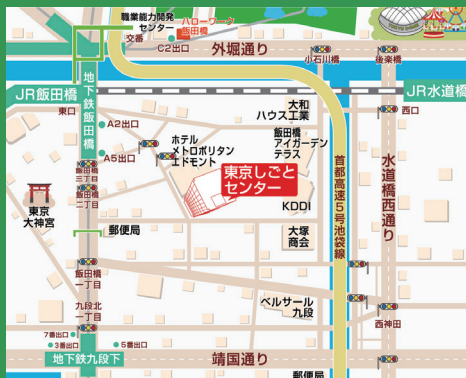 職業能力開発
センター
ハローワーク
飯田橋
交番
C2出口
外堀通り
小石川橋
後楽橋
地下鉄飯田橋
JR飯田橋
JR水道橋
東口
西口
A2出口
大和
ハウス工業
ホテル
メトロポリタン
エドモント
飯田橋
アイガーデン
テラス
A5出口
飯田橋
三丁目
東京しごと
センター
首都高速5号池袋線
水道橋西通り
飯田橋
二丁目
東京
大神宮
KDDI
郵便局
大塚
商会
飯田橋
一丁目
九段北
一丁目
ベルサール
九段
西神田
7番出口
3番出口
5番出口
地下鉄九段下
靖国通り
郵便局